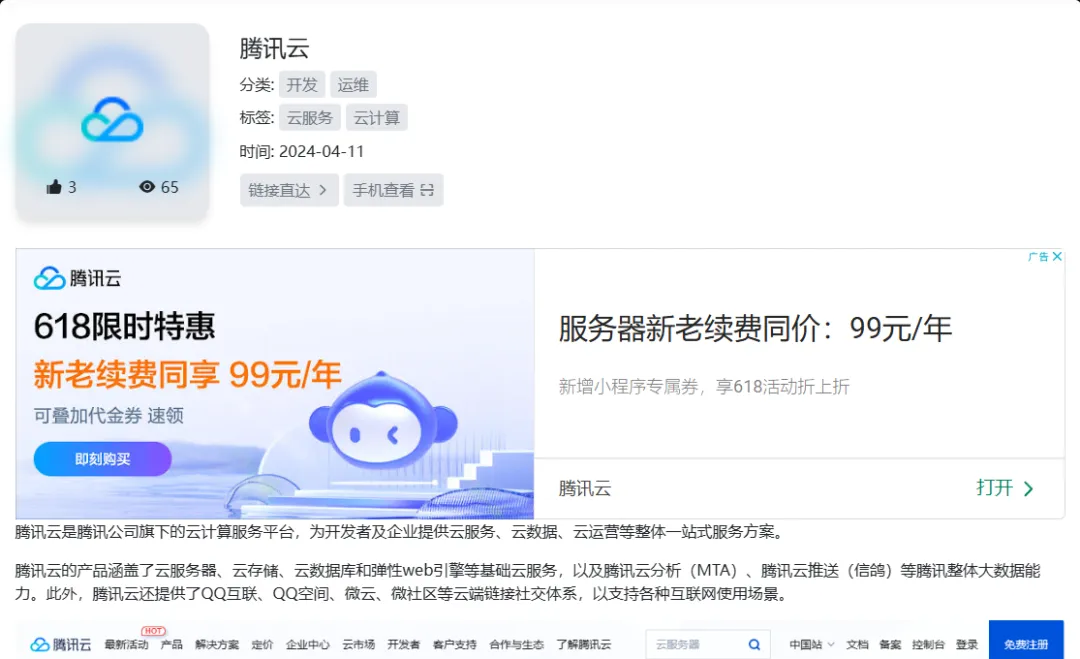 腾讯云
分类: 开发 运维
标签: 云服务 云计算
时间: 2024-04-11
3 65
链接直达 手机查看
广告
腾讯云
618限时特惠
新老续费同享 99元/年
可叠加代金券 速领
即刻购买
服务器新老续费同价：99元/年
新增小程序专属券，享618活动折上折
腾讯云 打开
腾讯云是腾讯公司旗下的云计算服务平台，为开发者及企业提供云服务、云数据、云运营等整体一站式服务方案。
腾讯云的产品涵盖了云服务器、云存储、云数据库和弹性web引擎等基础云服务，以及腾讯云分析（MTA）、腾讯云推送（信鸽）等腾讯整体大数据能
力。此外，腾讯云还提供了QQ互联、QQ空间、微云、微社区等云端链接社交体系，以支持各种互联网使用场景。
HOT
腾讯云 最新活动 产品 解决方案 定价 企业中心 云市场 开发者 客户支持 合作与生态 了解腾讯云 云服务器 中国站 文档 备案 控制台 登录 免费注册